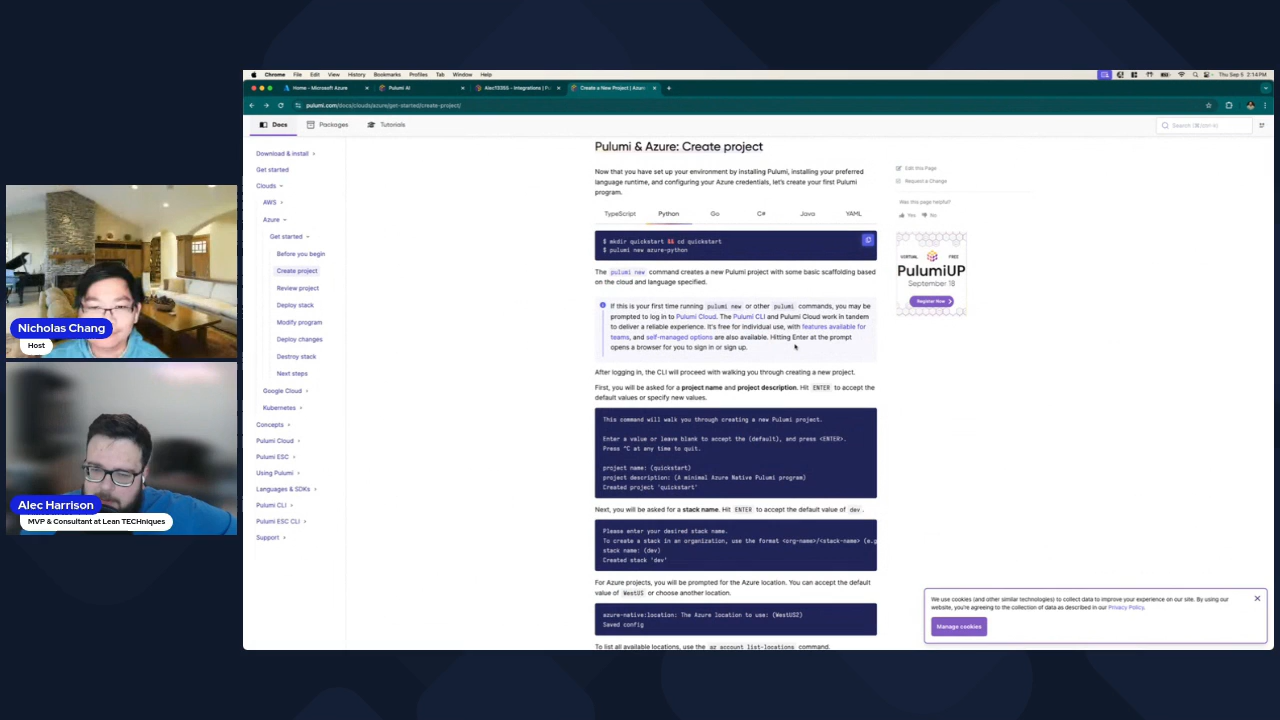 Chrome File Edit View History Bookmarks Profiles Tab Window Help
Thu Sep 5 2:14 PM
Home - Microsoft Azure
Pulumi AI
Create a New Project | Azure
pulumi.com/docs/clouds/azure/get-started/create-project/
Docs
Packages
Tutorials
Search
Download & install
Get started
Clouds
AWS
Azure
Get started
Before you begin
Create project
Review project
Deploy stack
Modify program
Deploy changes
Destroy stack
Next steps
Google Cloud
Kubernetes
Concepts
Pulumi Cloud
Pulumi ESC
Using Pulumi
Languages & SDKs
Pulumi CLI
Pulumi ESC CLI
Support
Pulumi & Azure: Create project
Now that you have set up your environment by installing Pulumi, installing your preferred
language runtime, and configuring your Azure credentials, let's create your first Pulumi
program.
TypeScript Python Go C# Java YAML
$ mkdir quickstart && cd quickstart
$ pulumi new azure-python
The pulumi new command creates a new Pulumi project with some basic scaffolding based
on the cloud and language specified.
If this is your first time running pulumi new or other pulumi commands, you may be
prompted to log in to Pulumi Cloud. The Pulumi CLI and Pulumi Cloud work in tandem
to deliver a reliable experience. It's free for individual use, with features available for
teams, and self-managed options are also available. Hitting Enter at the prompt
opens a browser for you to sign in or sign up.
After logging in, the CLI will proceed with walking you through creating a new project.
First, you will be asked for a project name and project description. Hit ENTER to accept the
default values or specify new values.
This command will walk you through creating a new Pulumi project.
Enter a value or leave blank to accept the (default), and press <ENTER>.
Press ^C at any time to quit.
project name: (quickstart)
project description: (A minimal Azure Native Pulumi program)
Created project 'quickstart'
Next, you will be asked for a stack name. Hit ENTER to accept the default value of dev.
Please enter your desired stack name.
To create a stack in an organization, use the format <org-name>/<stack-name> (e.g
stack name: (dev)
Created stack 'dev'
For Azure projects, you will be prompted for the Azure location. You can accept the default
value of WestUS or choose another location.
azure-native:location: The Azure location to use: (WestUS2)
Saved config
To list all available locations, use the az account list-locations command.
Edit this Page
Request a Change
Was this page helpful?
Yes No
VIRTUAL FREE
PulumiUP
September 18
Register Now
We use cookies (and other similar technologies) to collect data to improve your experience on our site. By using our
website, you're agreeing to the collection of data as described in our Privacy Policy.
Manage cookies
Nicholas Chang
Host
Alec Harrison
MVP & Consultant at Lean TECHniques